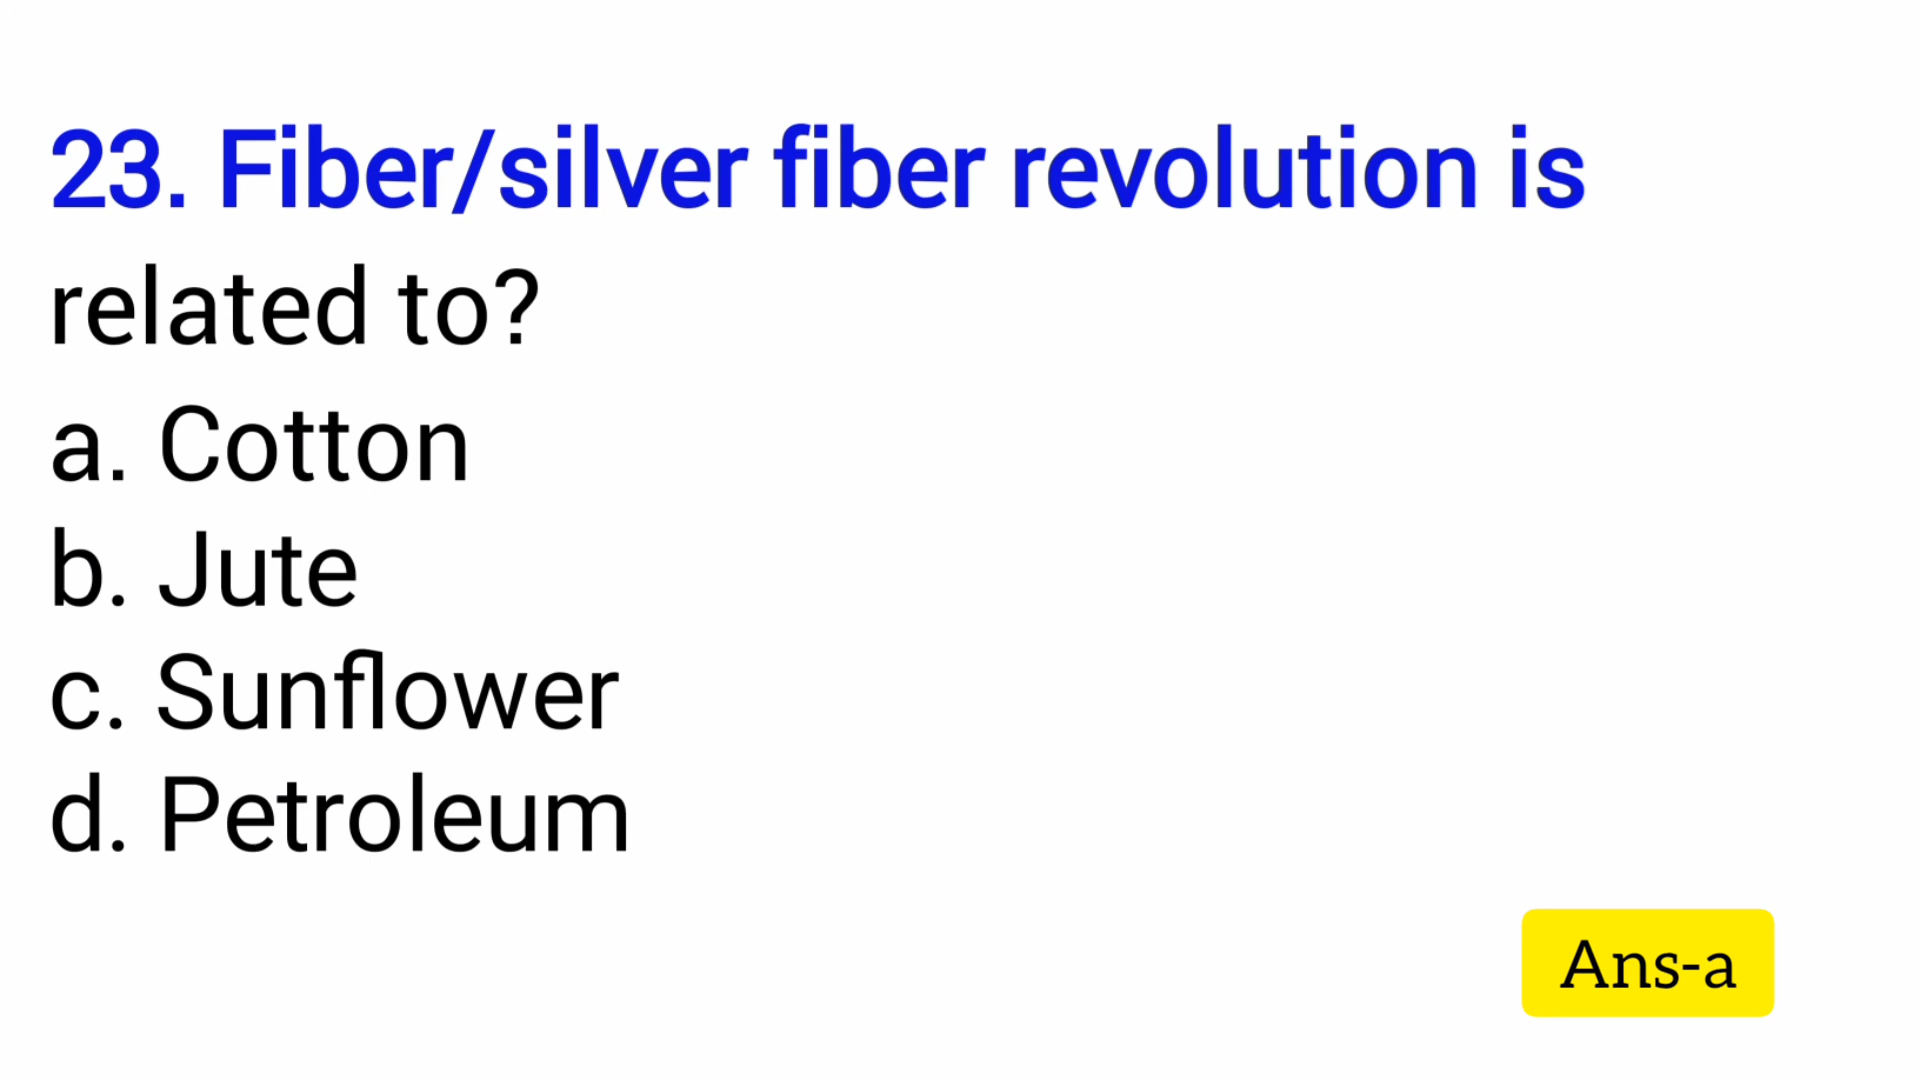 23. Fiber/silver fiber revolution is
related to?
a. Cotton
b. Jute
c. Sunflower
d. Petroleum
Ans-a